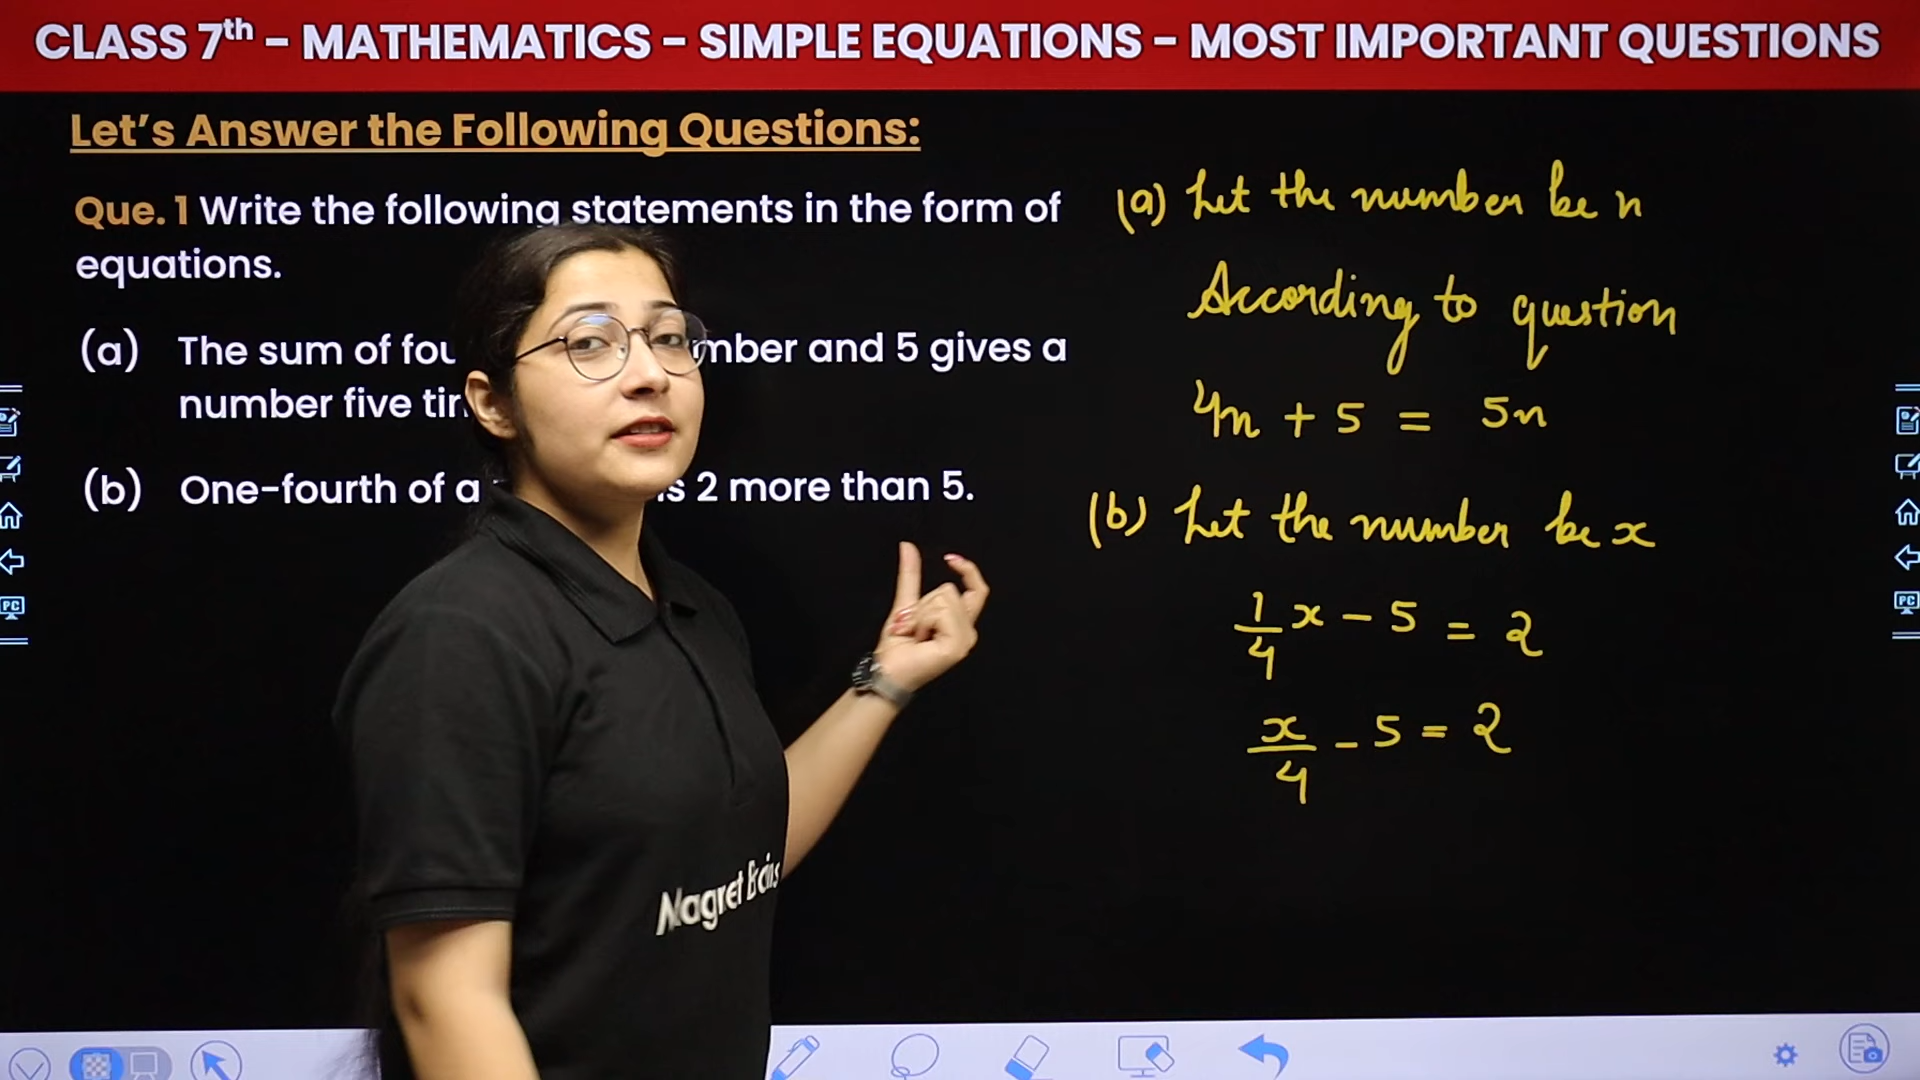 CLASS 7th - MATHEMATICS - SIMPLE EQUATIONS - MOST IMPORTANT QUESTIONS
Let's Answer the Following Questions:
Que. 1 Write the following statements in the form of
equations.
(a) The sum of mber and 5 gives a
number five
(b) One-fourth of a is 2 more than 5.
(a) Let the number be n
According to question
4n + 5 = 5n
(b) Let the number be x
1/4 x - 5 = 2
x/4 - 5 = 2
Magnet Brains
PC
PC